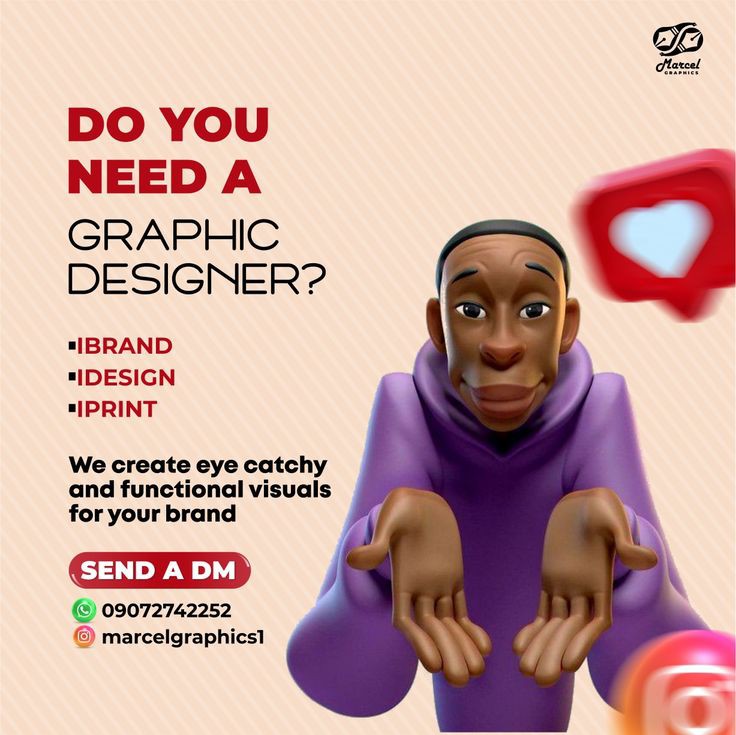 Marcel
GRAPHICS
DO YOU
NEED A
GRAPHIC
DESIGNER?
▪IBRAND
▪IDESIGN
▪IPRINT
We create eye catchy
and functional visuals
for your brand
SEND A DM
09072742252
marcelgraphics1